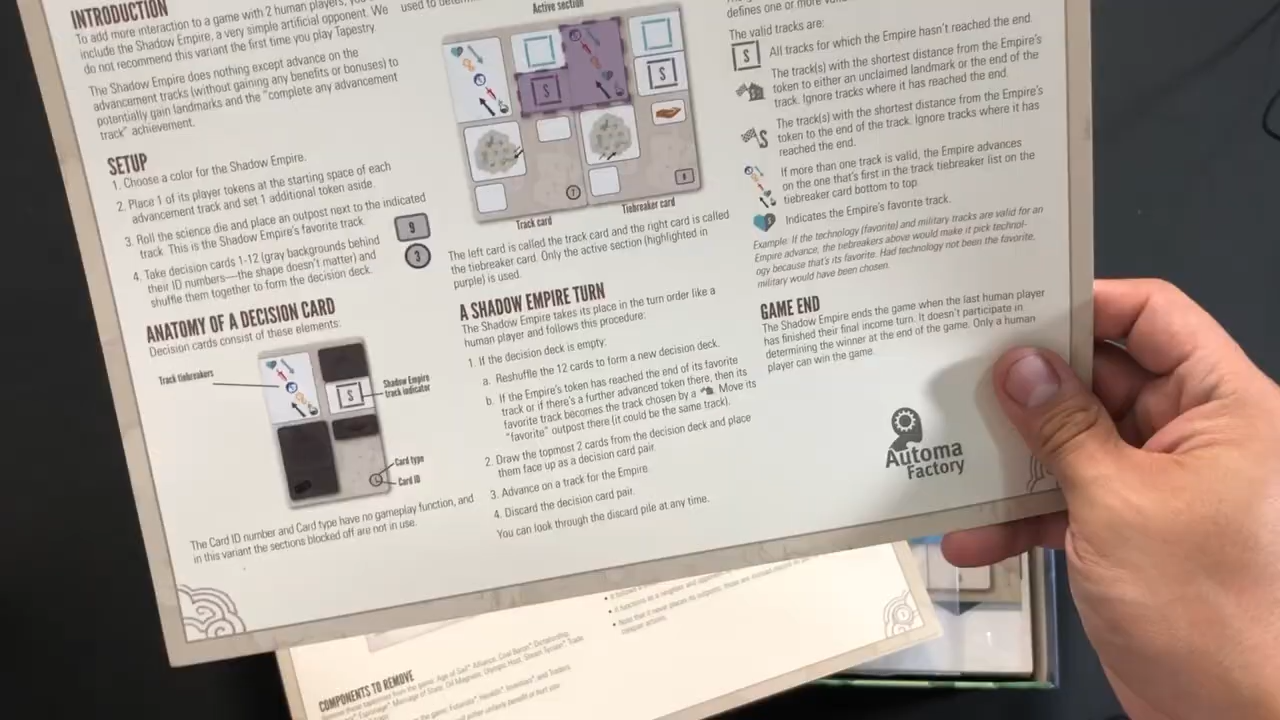 INTRODUCTION
To add more interaction to a game with 2 human players, you
include the Shadow Empire, a very simple artificial opponent. We
do not recommend this variant the first time you play Tapestry.
The Shadow Empire does nothing except advance on the
advancement tracks (without gaining any benefits or bonuses) to
potentially gain landmarks and the "complete any advancement
track" achievement.
SETUP
1. Choose a color for the Shadow Empire.
2. Place 1 of its player tokens at the starting space of each
advancement track and set 1 additional token aside.
3. Roll the science die and place an outpost next to the indicated
track. This is the Shadow Empire's favorite track.
4. Take decision cards 1-12 (gray backgrounds behind
their ID numbers—the shape doesn't matter) and
shuffle them together to form the decision deck.
9
3
ANATOMY OF A DECISION CARD
Decision cards consist of these elements:
Track tiebreakers
S
Shadow Empire
track indicator
Card type
Card ID
The Card ID number and Card type have no gameplay function, and
in this variant the sections blocked off are not in use.
used to
Active section
S
S
Track card
Tiebreaker card
The left card is called the track card and the right card is called
the tiebreaker card. Only the active section (highlighted in
purple) is used.
A SHADOW EMPIRE TURN
The Shadow Empire takes its place in the turn order like a
human player and follows this procedure:
1. If the decision deck is empty:
a. Reshuffle the 12 cards to form a new decision deck.
b. If the Empire's token has reached the end of its favorite
track or if there's a further advanced token there, then its
favorite track becomes the track chosen by a . Move its
"favorite" outpost there (it could be the same track).
2. Draw the topmost 2 cards from the decision deck and place
them face up as a decision card pair.
3. Advance on a track for the Empire.
4. Discard the decision card pair.
You can look through the discard pile at any time.
defines one or more
The valid tracks are:
S
All tracks for which the Empire hasn't reached the end.
The track(s) with the shortest distance from the Empire's
token to either an unclaimed landmark or the end of the
track. Ignore tracks where it has reached the end.
S
The track(s) with the shortest distance from the Empire's
token to the end of the track. Ignore tracks where it has
reached the end.
If more than one track is valid, the Empire advances
on the one that's first in the track tiebreaker list on the
tiebreaker card bottom to top.
Indicates the Empire's favorite track.
Example: If the technology (favorite) and military tracks are valid for an
Empire advance, the tiebreakers above would make it pick technol-
ogy because that's its favorite. Had technology not been the favorite,
military would have been chosen.
GAME END
The Shadow Empire ends the game when the last human player
has finished their final income turn. It doesn't participate in
determining the winner at the end of the game. Only a human
player can win the game.
Automa
Factory
COMPONENTS TO REMOVE